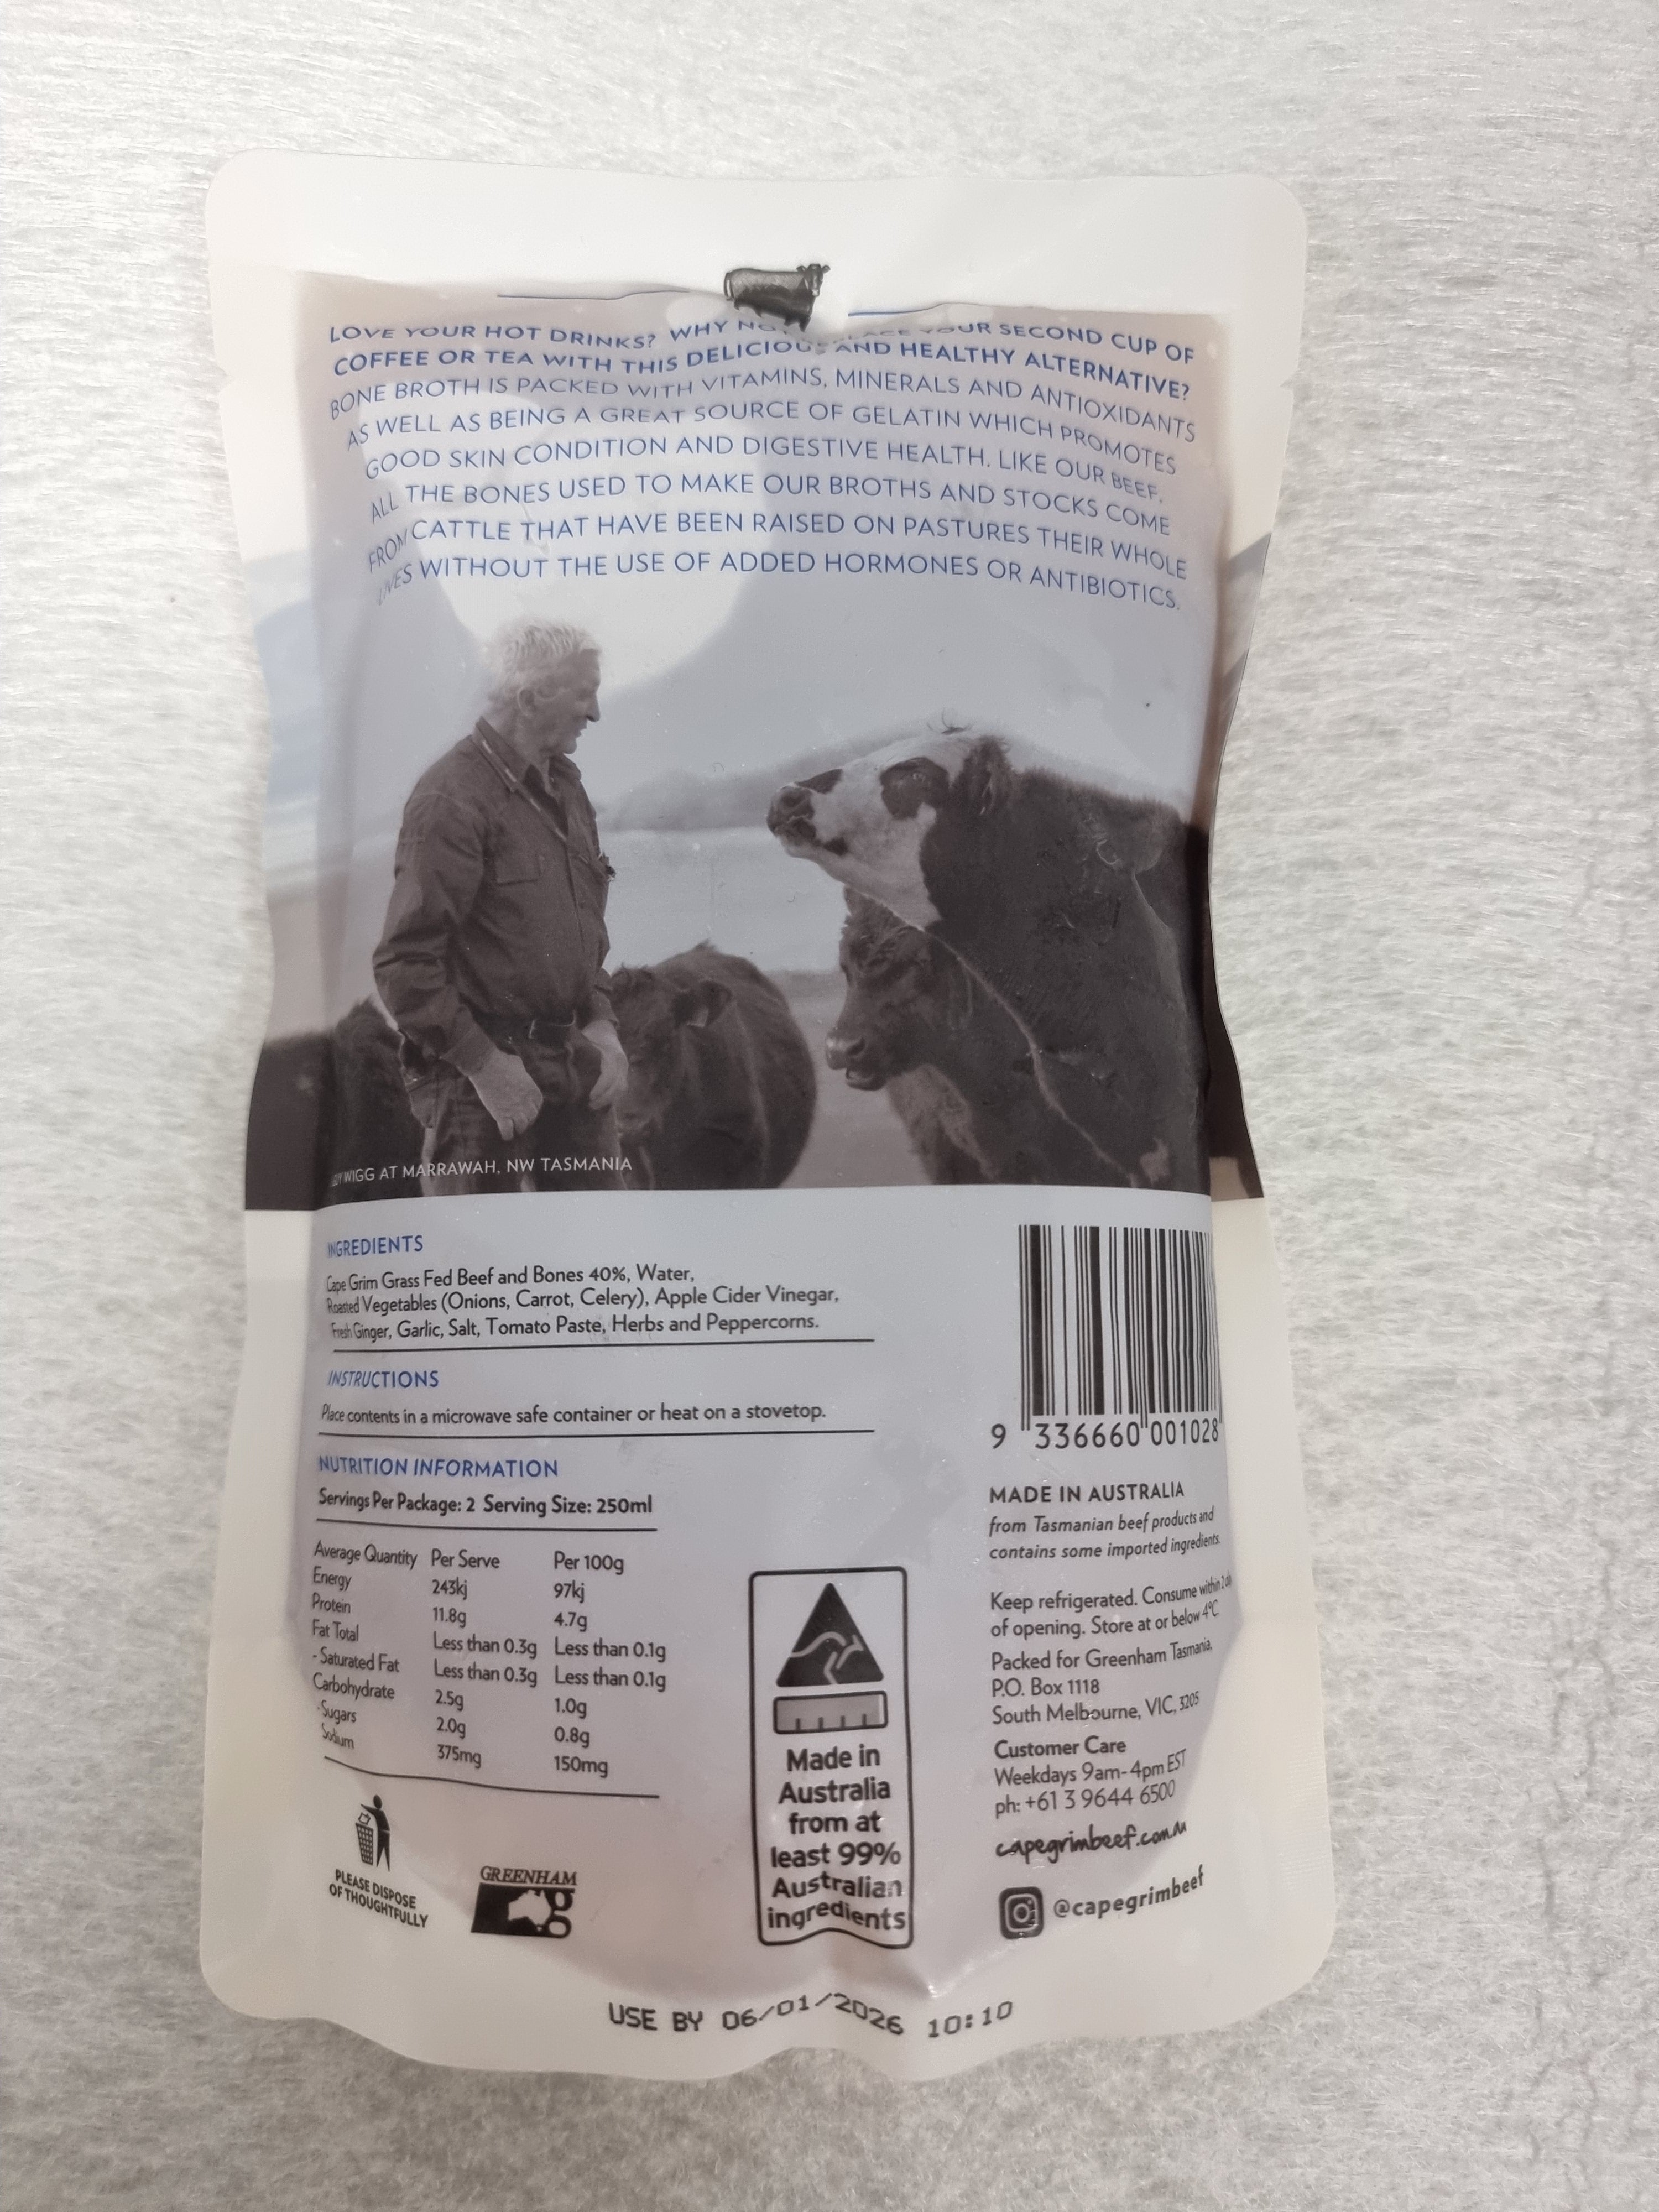 LOVE YOUR HOT DRINKS? WHY YOUR SECOND CUP OF
COFFEE OR TEA WITH THIS DELICIOUS AND HEALTHY ALTERNATIVE?
BONE BROTH IS PACKED WITH VITAMINS, MINERALS AND ANTIOXIDANTS
AS WELL AS BEING A GREAT SOURCE OF GELATIN WHICH PROMOTES
GOOD SKIN CONDITION AND DIGESTIVE HEALTH. LIKE OUR BEEF,
ALL THE BONES USED TO MAKE OUR BROTHS AND STOCKS COME
FROM CATTLE THAT HAVE BEEN RAISED ON PASTURES THEIR WHOLE
LIVES WITHOUT THE USE OF ADDED HORMONES OR ANTIBIOTICS.
WIGG AT MARRAWAH, NW TASMANIA
INGREDIENTS
Cape Grim Grass Fed Beef and Bones 40%, Water,
Roasted Vegetables (Onions, Carrot, Celery), Apple Cider Vinegar,
Fresh Ginger, Garlic, Salt, Tomato Paste, Herbs and Peppercorns.
INSTRUCTIONS
Place contents in a microwave safe container or heat on a stovetop.
NUTRITION INFORMATION
Servings Per Package: 2 Serving Size: 250ml
Average Quantity Per Serve Per 100g
Energy 243kj 97kj
Protein 11.8g 4.7g
Fat Total Less than 0.3g Less than 0.1g
- Saturated Fat Less than 0.3g Less than 0.1g
Carbohydrate 2.5g 1.0g
- Sugars 2.0g 0.8g
Sodium 375mg 150mg
PLEASE DISPOSE
OF THOUGHTFULLY
GREENHAM
g
Made in
Australia
from at
least 99%
Australian
ingredients
9 336660 001028
MADE IN AUSTRALIA
from Tasmanian beef products and
contains some imported ingredients.
Keep refrigerated. Consume within 2
of opening. Store at or below 4°C.
Packed for Greenham Tasmania,
P.O. Box 1118
South Melbourne, VIC, 3205
Customer Care
Weekdays 9am-4pm EST
ph: +61 3 9644 6500
capegrimbeef.com.au
@capegrimbeef
USE BY 06/01/2026 10:10